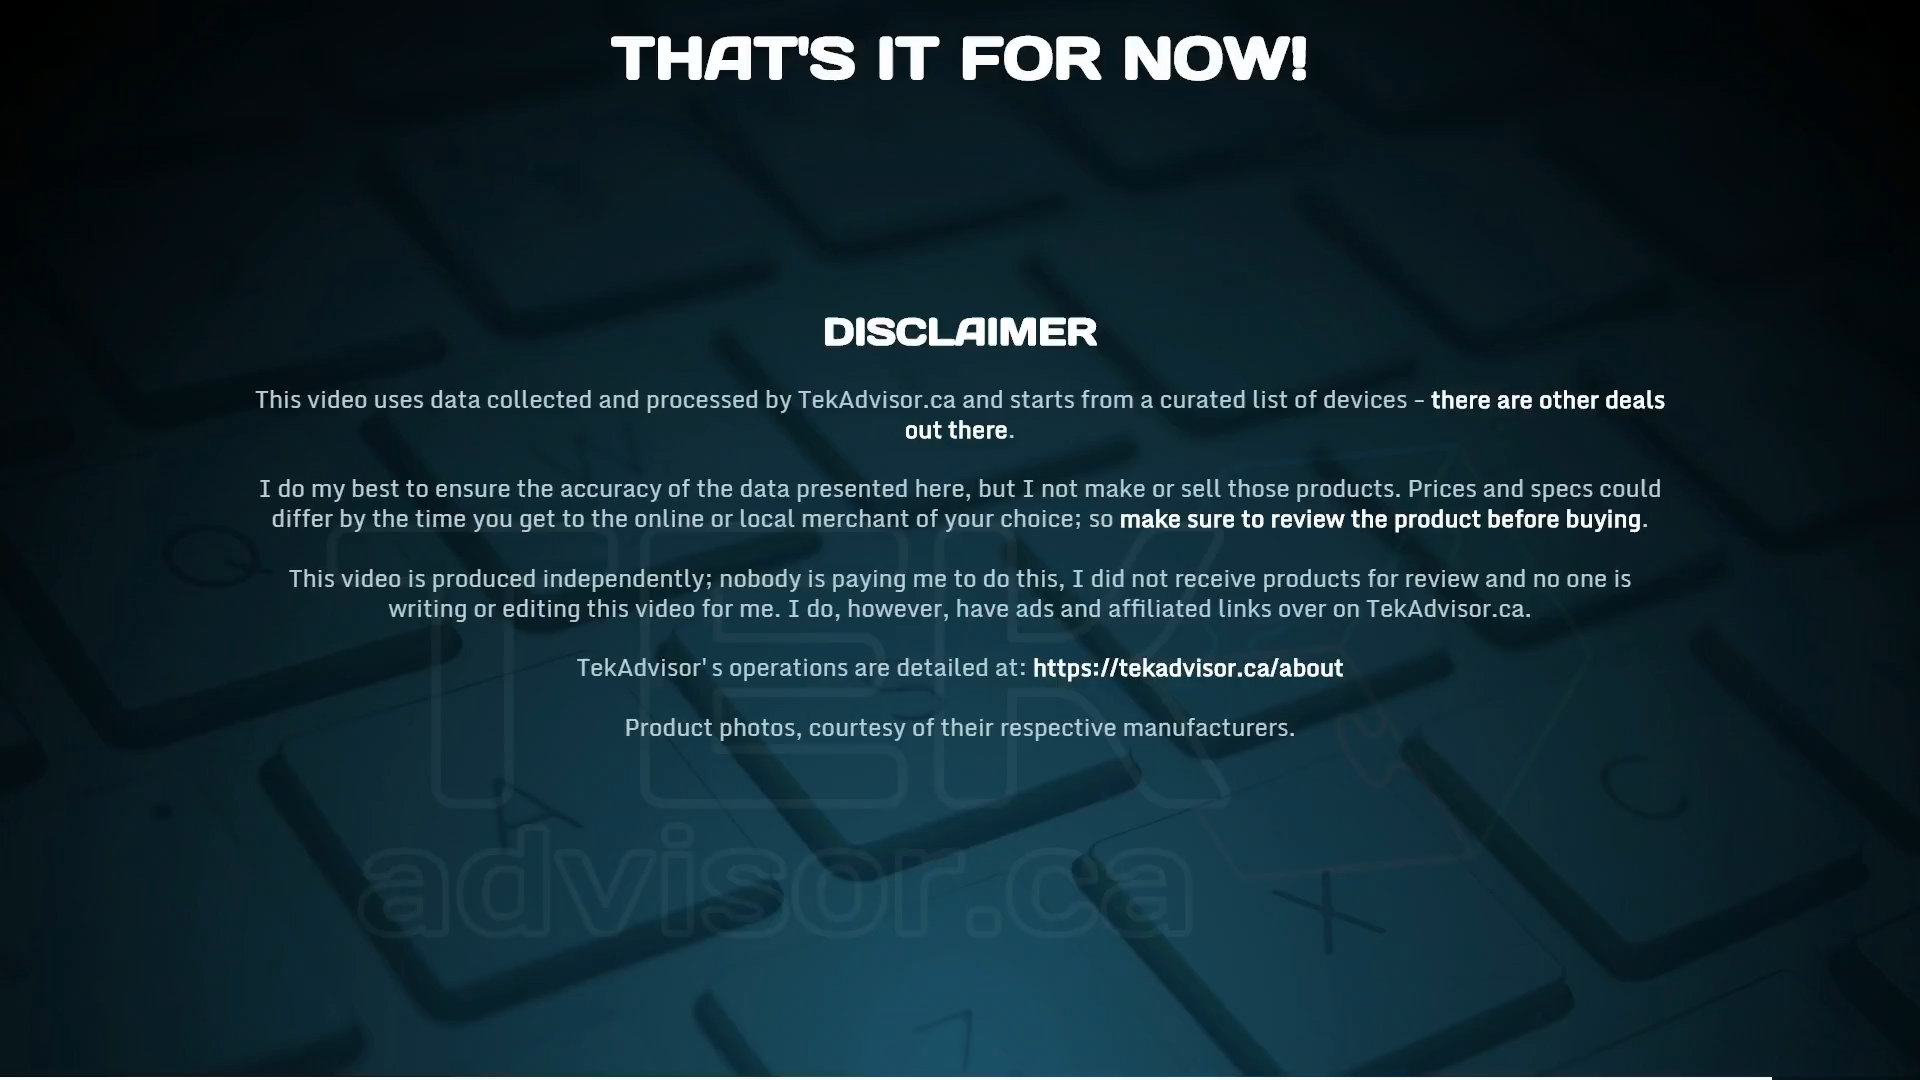 THAT'S IT FOR NOW!
DISCLAIMER
This video uses data collected and processed by TekAdvisor.ca and starts from a curated list of devices – there are other deals
out there.
I do my best to ensure the accuracy of the data presented here, but I not make or sell those products. Prices and specs could
differ by the time you get to the online or local merchant of your choice; so make sure to review the product before buying.
This video is produced independently; nobody is paying me to do this, I did not receive products for review and no one is
writing or editing this video for me. I do, however, have ads and affiliated links over on TekAdvisor.ca.
TekAdvisor's operations are detailed at: https://tekadvisor.ca/about
Product photos, courtesy of their respective manufacturers.
TEK
advisor.ca
W
Q
S
A
C
X
Z